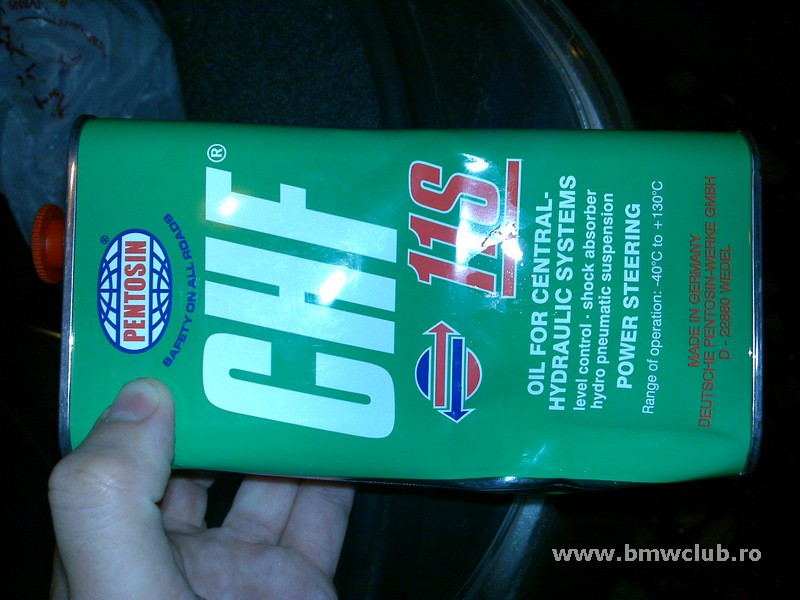 ®
PENTOSIN
SAFETY ON ALL ROADS
CHF®
11S
OIL FOR CENTRAL-
HYDRAULIC SYSTEMS
level control - shock absorber
hydro pneumatic suspension
POWER STEERING
Range of operation: -40°C to +130°C
MADE IN GERMANY
DEUTSCHE PENTOSIN-WERKE GMBH
D - 22880 WEDEL
www.bmwclub.ro